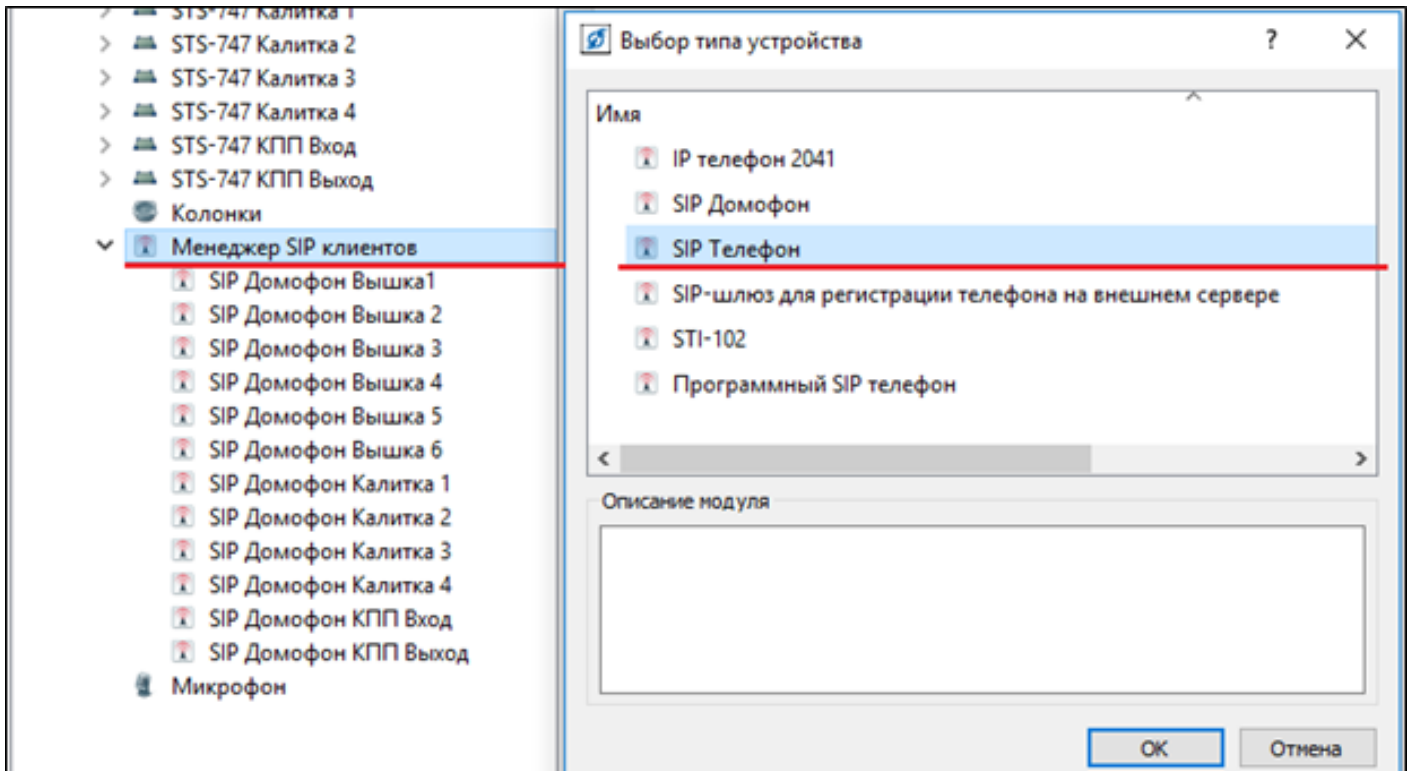 STS-747 Калитка 1
STS-747 Калитка 2
STS-747 Калитка 3
STS-747 Калитка 4
STS-747 КПП Вход
STS-747 КПП Выход
Колонки
Менеджер SIP клиентов
SIP Домофон Вышка1
SIP Домофон Вышка 2
SIP Домофон Вышка 3
SIP Домофон Вышка 4
SIP Домофон Вышка 5
SIP Домофон Вышка 6
SIP Домофон Калитка 1
SIP Домофон Калитка 2
SIP Домофон Калитка 3
SIP Домофон Калитка 4
SIP Домофон КПП Вход
SIP Домофон КПП Выход
Микрофон
Выбор типа устройства
Имя
IP телефон 2041
SIP Домофон
SIP Телефон
SIP-шлюз для регистрации телефона на внешнем сервере
STI-102
Программный SIP телефон
Описание модуля
OK
Отмена